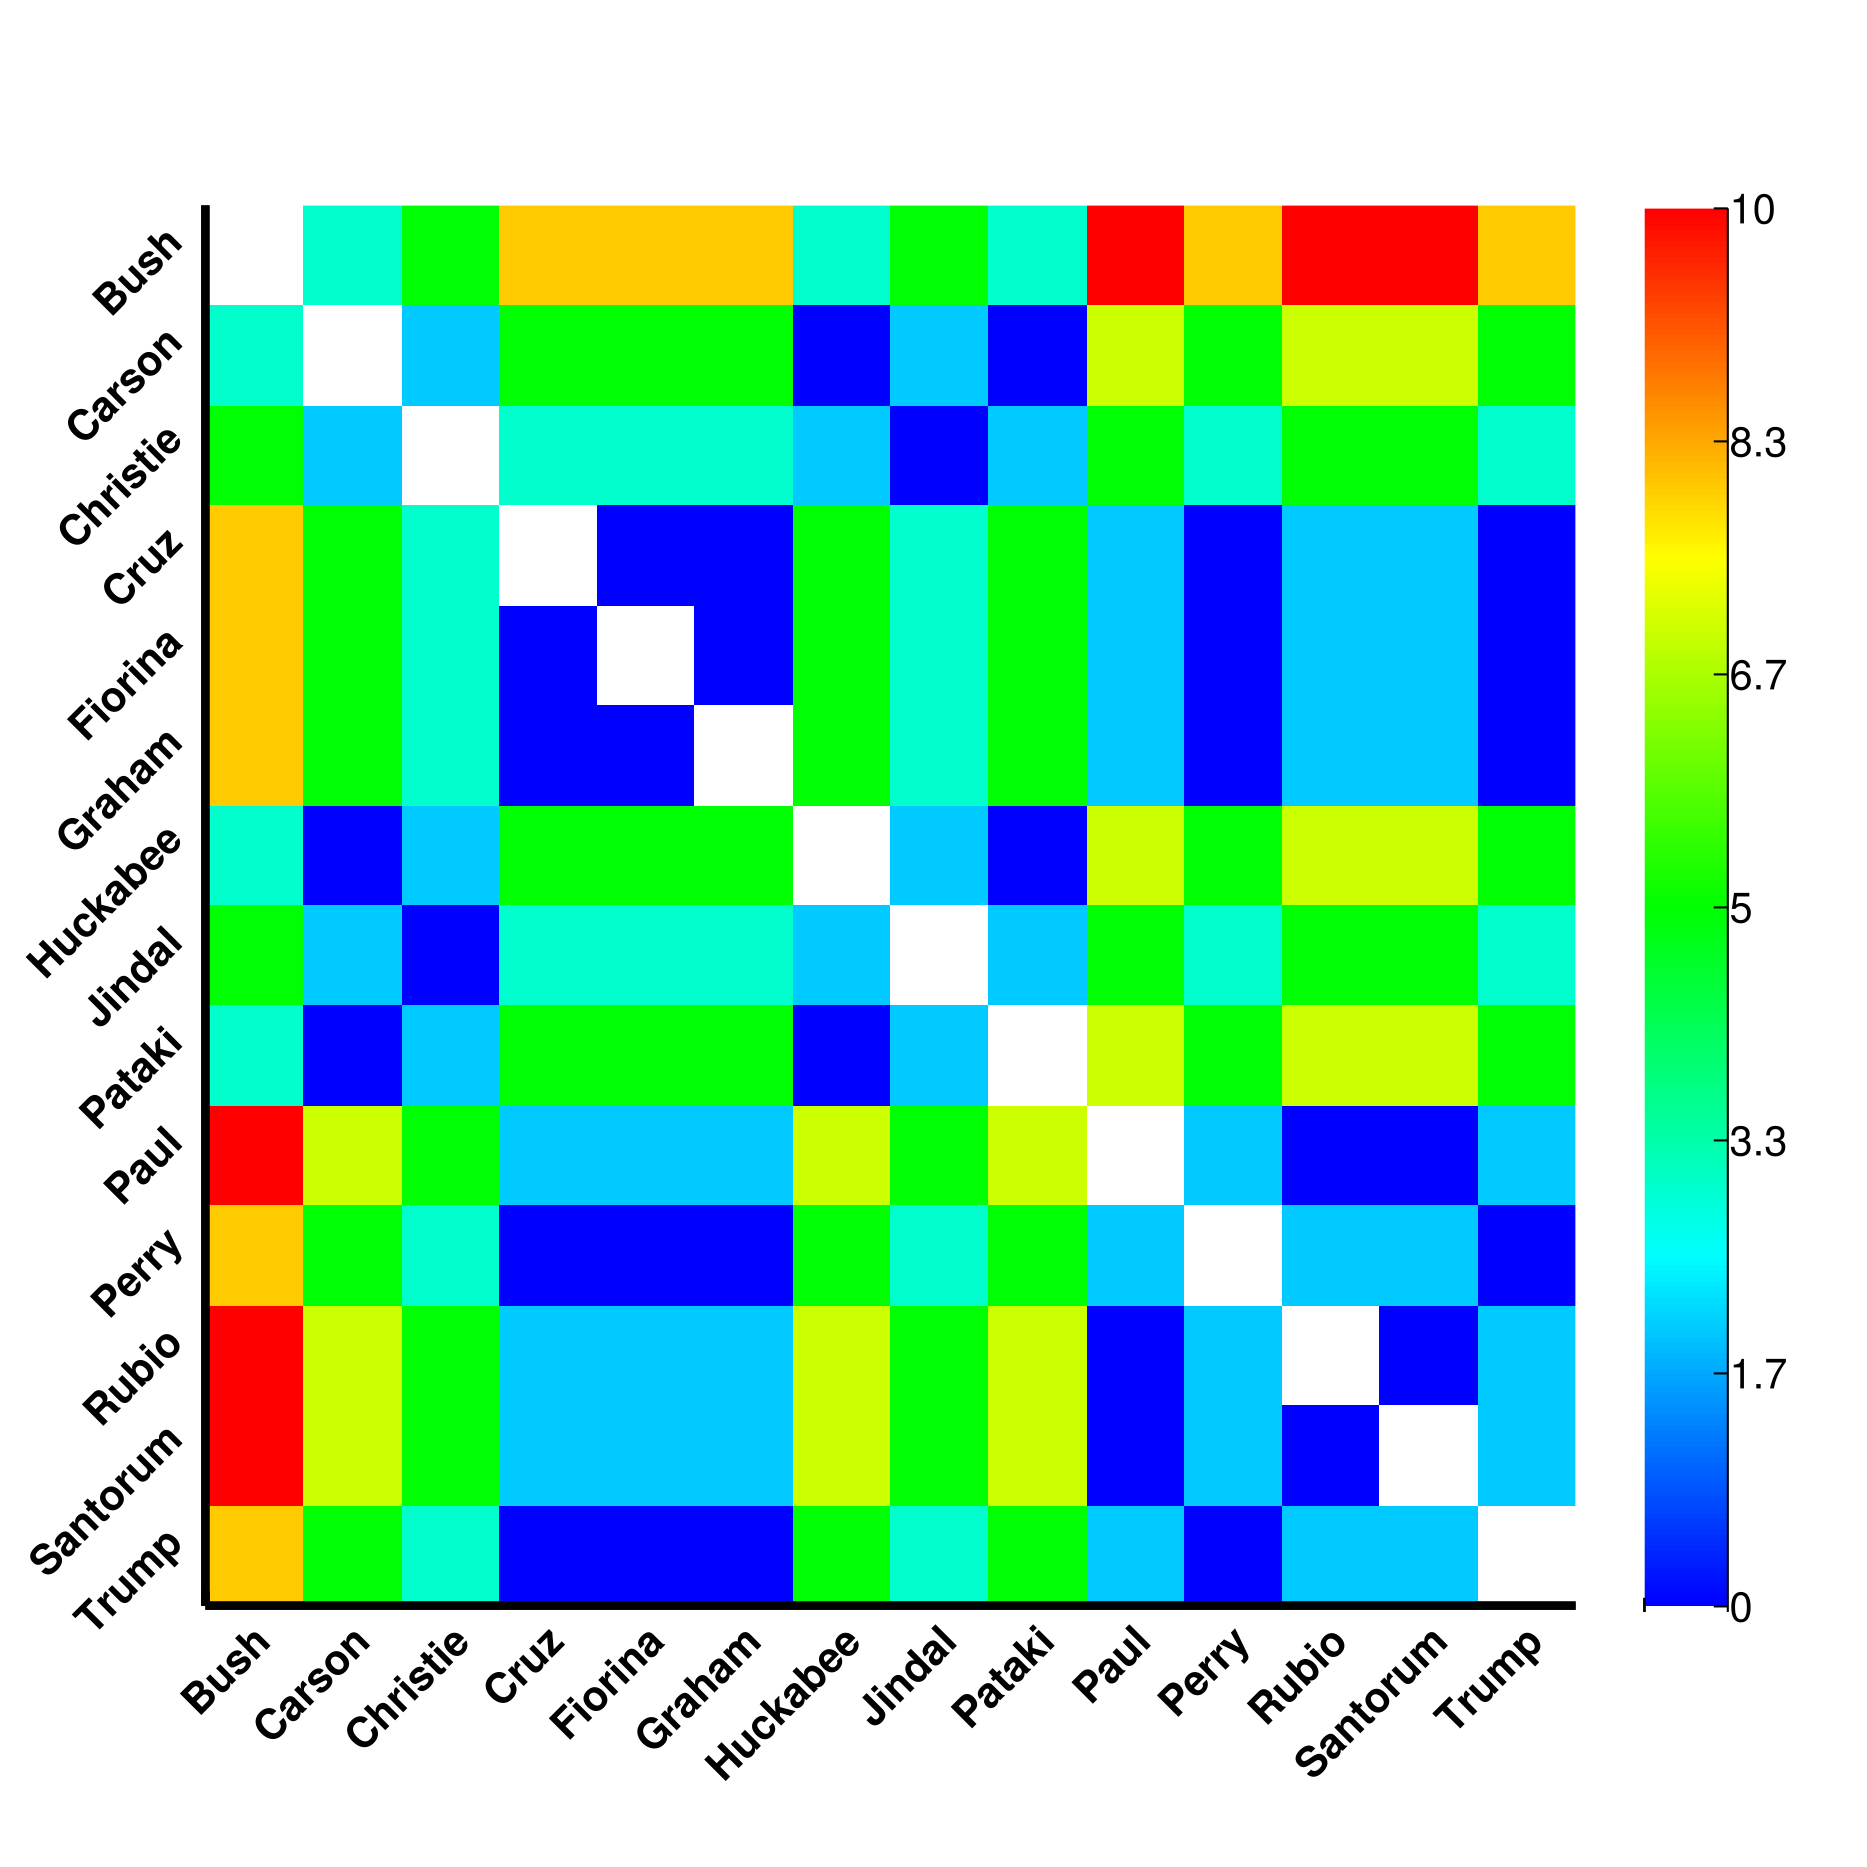 Bush
Carson
Christie
Cruz
Fiorina
Graham
Huckabee
Jindal
Pataki
Paul
Perry
Rubio
Santorum
Trump
Bush
Carson
Christie
Cruz
Fiorina
Graham
Huckabee
Jindal
Pataki
Paul
Perry
Rubio
Santorum
Trump
10
8.3
6.7
5
3.3
1.7
0